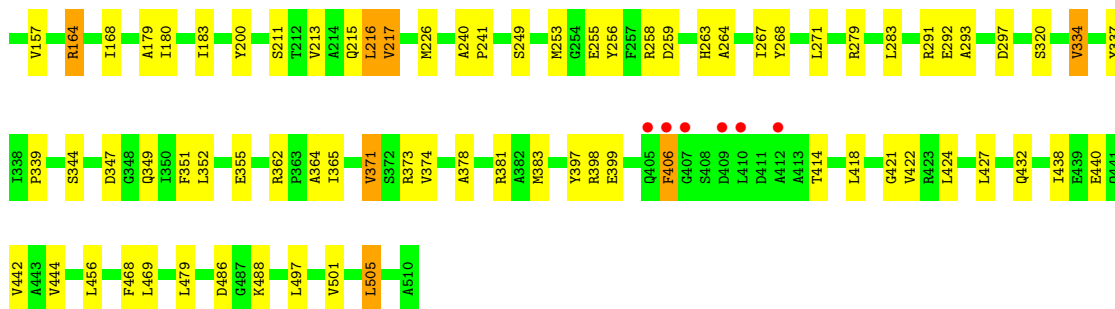 V157 R164 I168 A179 I180 I183 Y200 S211 T212 V213 A214 Q215 L216 V217 M226 A240 P241 S249 M253 G254 E255 Y256 F257 R258 D259 H263 A264 I267 Y268 L271 R279 L283 R291 E292 A293 D297 S320 V334 Y337
I338 P339 S344 D347 G348 Q349 I350 F351 L352 E355 R362 P363 A364 I365 V371 S372 R373 V374 A378 R381 A382 M383 Y397 R398 E399 Q405 F406 G407 S408 D409 L410 D411 A412 A413 T414 L418 G421 V422 R423 L424 L427 Q432 I438 E439 E440
V442 A443 V444 L456 F468 L469 L479 D486 G487 K488 L497 V501 L505 A510